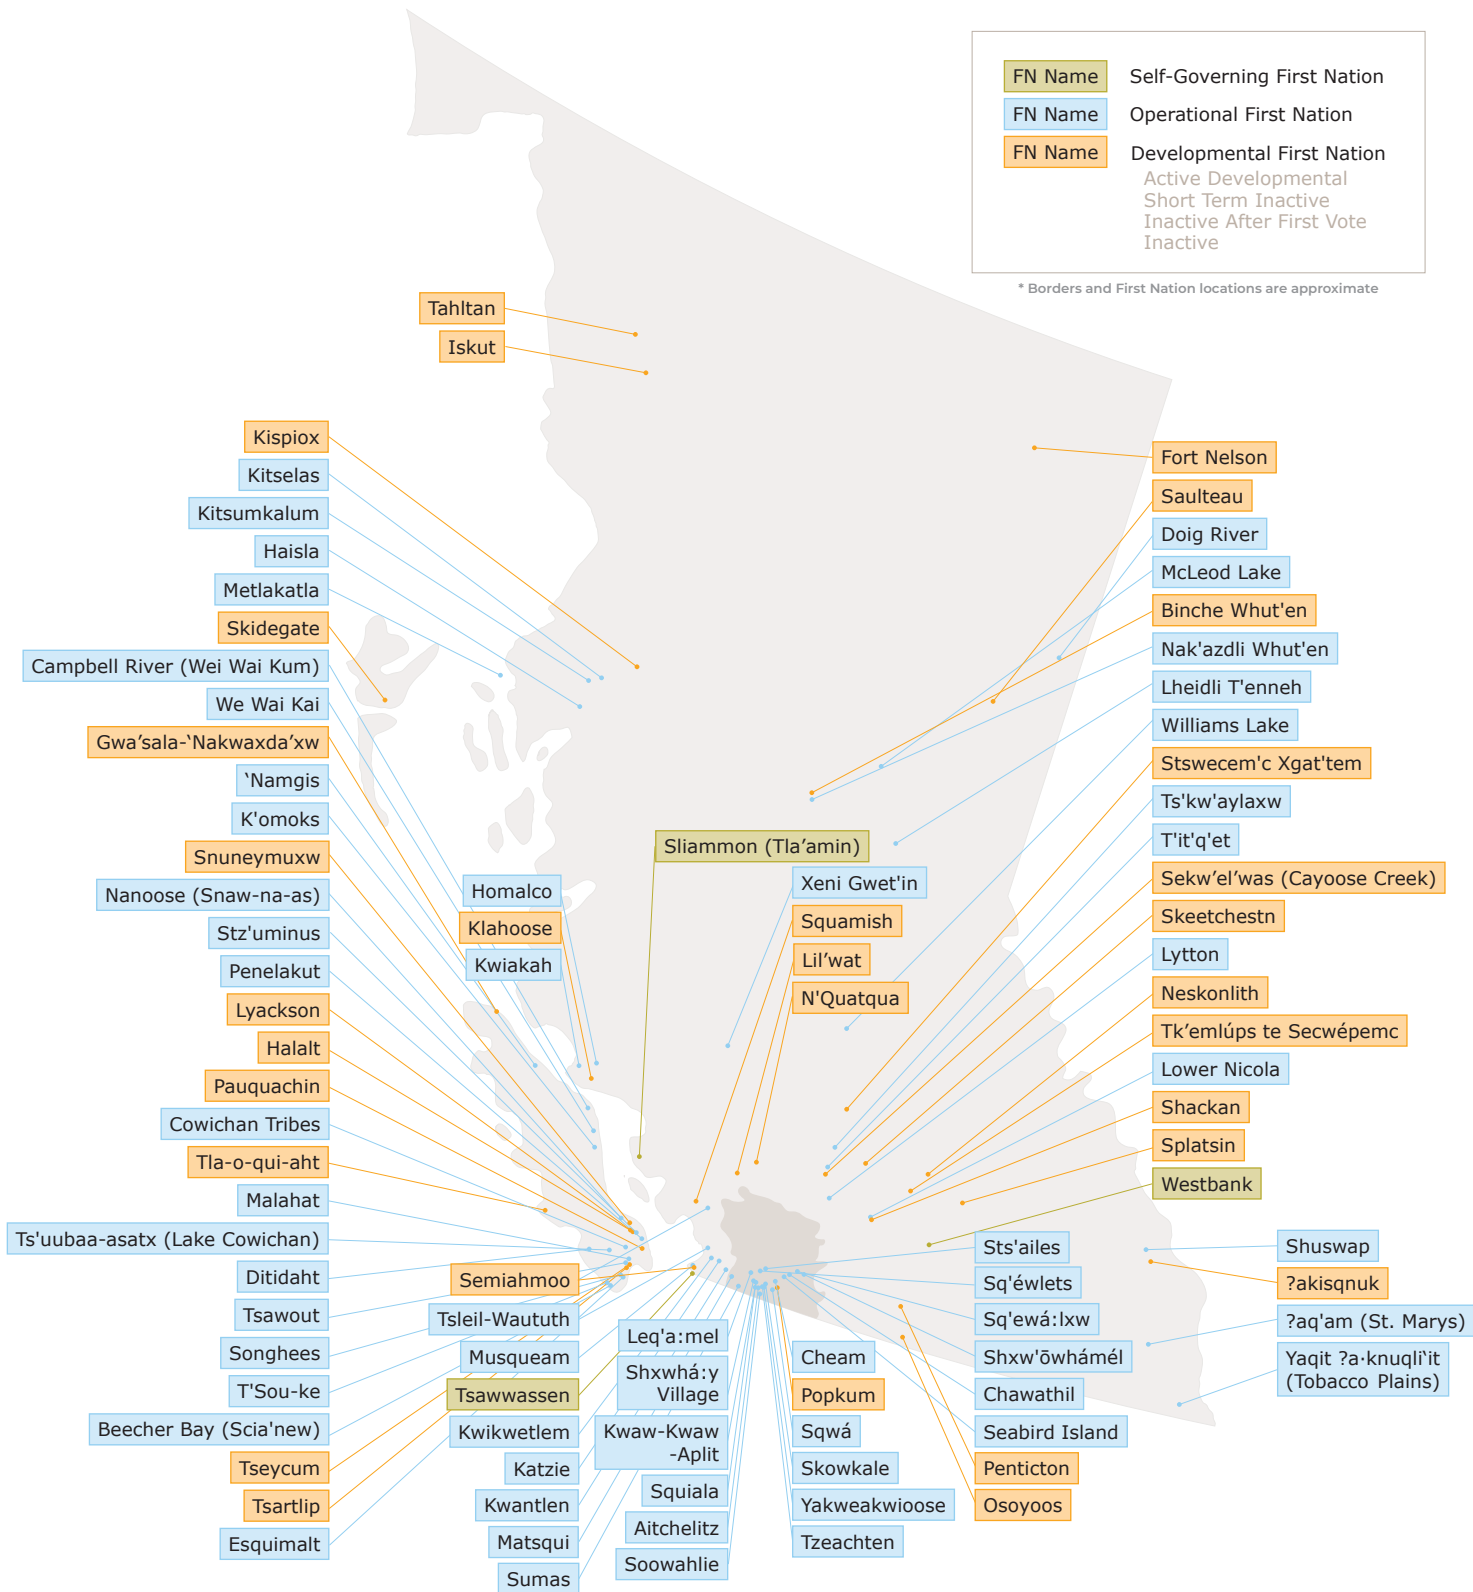 FN Name Self-Governing First Nation
FN Name Operational First Nation
FN Name Developmental First Nation
Active Developmental
Short Term Inactive
Inactive After First Vote
Inactive
* Borders and First Nation locations are approximate
Tahltan
Iskut
Kispiox
Kitselas
Kitsumkalum
Haisla
Metlakatla
Skidegate
Campbell River (Wei Wai Kum)
We Wai Kai
Gwa’sala-‘Nakwaxda’xw
‘Namgis
K'omoks
Snuneymuxw
Nanoose (Snaw-na-as)
Stz'uminus
Penelakut
Lyackson
Halalt
Pauquachin
Cowichan Tribes
Tla-o-qui-aht
Malahat
Ts'uubaa-asatx (Lake Cowichan)
Ditidaht
Tsawout
Songhees
T'Sou-ke
Beecher Bay (Scia'new)
Tseycum
Tsartlip
Esquimalt
Homalco
Klahoose
Kwiakah
Sliammon (Tla’amin)
Xeni Gwet'in
Squamish
Lil’wat
N'Quatqua
Fort Nelson
Saulteau
Doig River
McLeod Lake
Binche Whut'en
Nak'azdli Whut'en
Lheidli T'enneh
Williams Lake
Stswecem'c Xgat'tem
Ts'kw'aylaxw
T'it'q'et
Sekw’el’was (Cayoose Creek)
Skeetchestn
Lytton
Neskonlith
Tk’emlúps te Secwépemc
Lower Nicola
Shackan
Splatsin
Westbank
Shuswap
?akisqnuk
?aq'am (St. Marys)
Yaqit ?a·knuqli‘it
(Tobacco Plains)
Semiahmoo
Tsleil-Waututh
Musqueam
Tsawwassen
Kwikwetlem
Katzie
Kwantlen
Matsqui
Sumas
Leq'a:mel
Shxwhá:y
Village
Kwaw-Kwaw
-Aplit
Squiala
Aitchelitz
Soowahlie
Cheam
Popkum
Sqwá
Skowkale
Yakweakwioose
Tzeachten
Sts'ailes
Sq'éwlets
Sq'ewá:lxw
Shxw'ōwhámél
Chawathil
Seabird Island
Penticton
Osoyoos